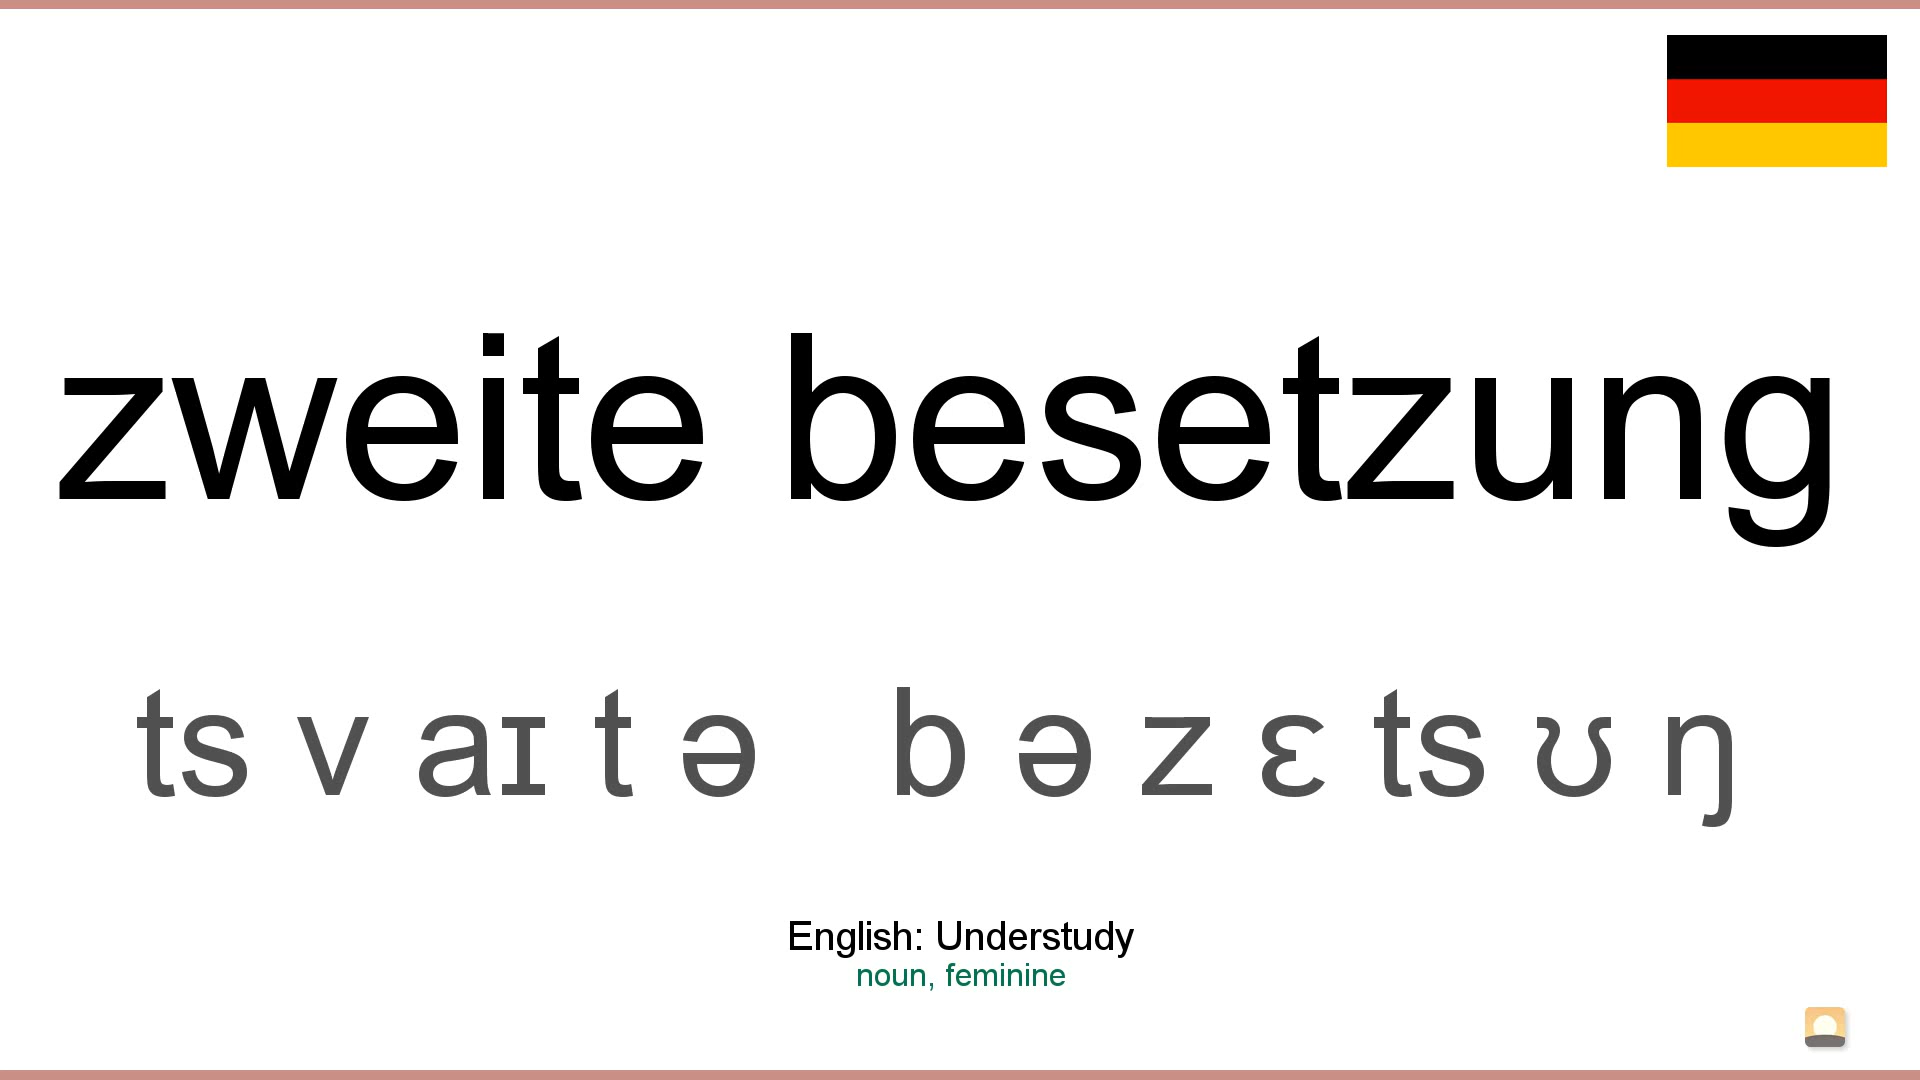 zweite besetzung
ts v aɪ t ə b ə z ɛ ts ʊ ŋ
English: Understudy
noun, feminine